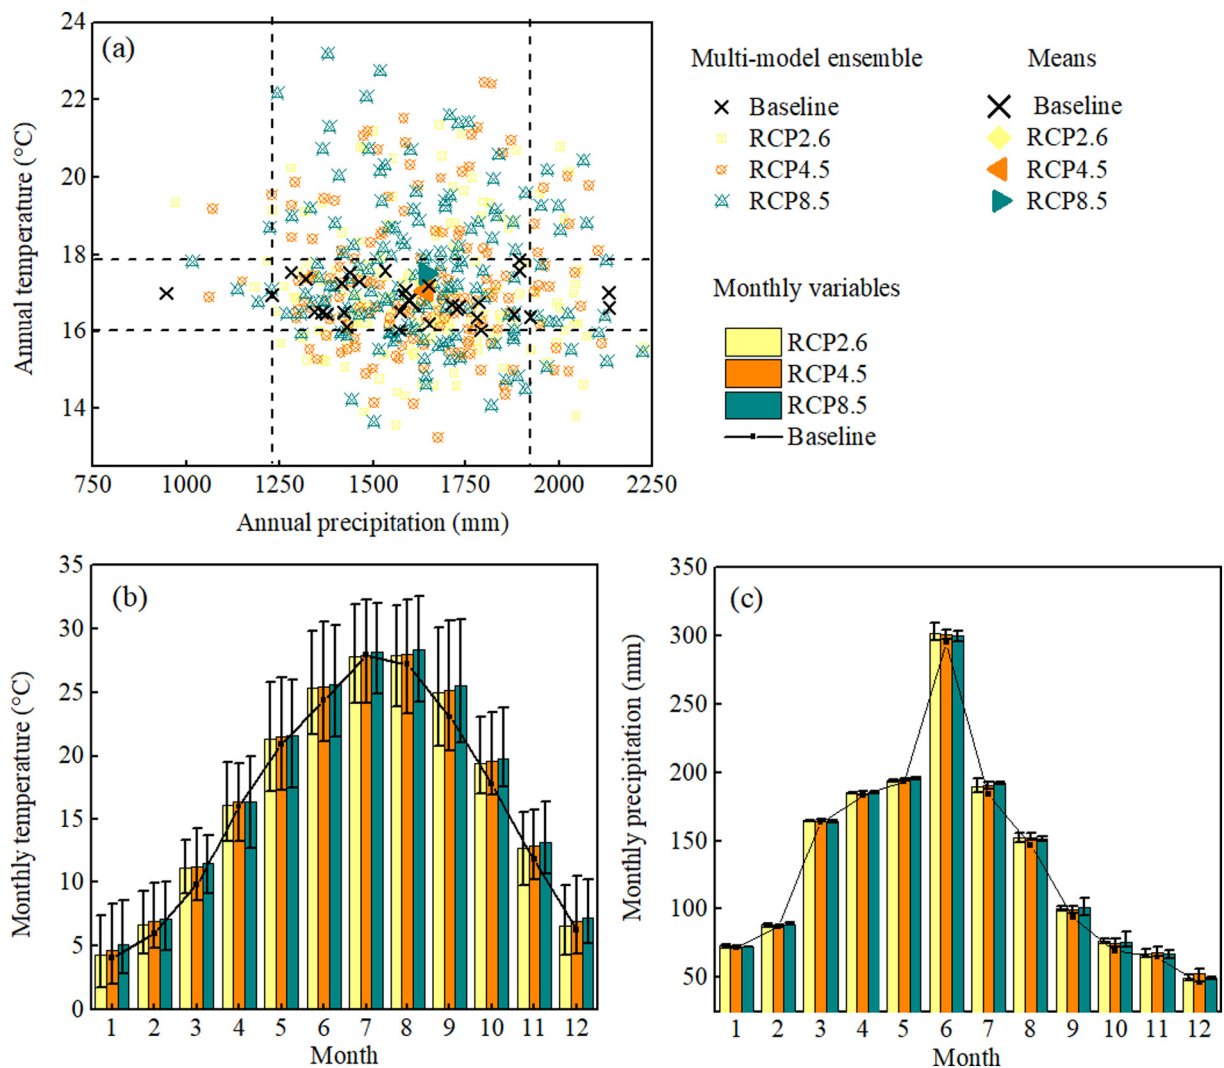 (a)
24
22
20
18
16
14
Annual temperature (°C)
750 1000 1250 1500 1750 2000 2250
Annual precipitation (mm)
Multi-model ensemble
Baseline
RCP2.6
RCP4.5
RCP8.5
Means
Baseline
RCP2.6
RCP4.5
RCP8.5
Monthly variables
RCP2.6
RCP4.5
RCP8.5
Baseline
(b)
35
30
25
20
15
10
5
0
Monthly temperature (°C)
1 2 3 4 5 6 7 8 9 10 11 12
Month
(c)
350
300
250
200
150
100
50
Monthly precipitation (mm)
1 2 3 4 5 6 7 8 9 10 11 12
Month